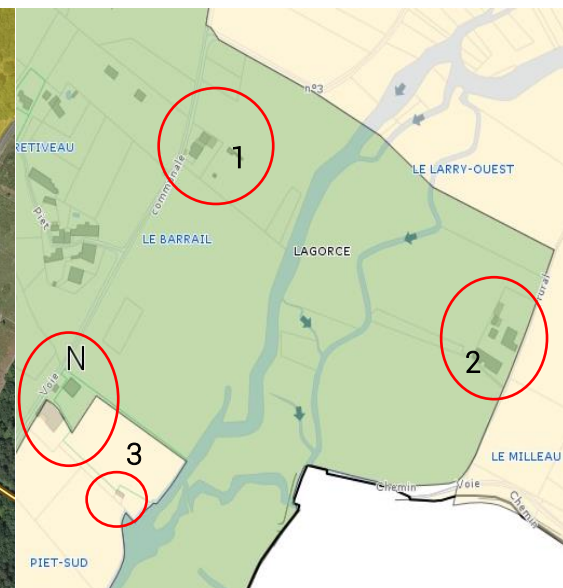 n°3
1
RETIVEAU
LE LARRY-OUEST
communale
Piet
LE BARRAIL
LAGORCE
rural
N
2
Voie
3
LE MILLEAU
Chemin
Voie
Chemin
PIET-SUD